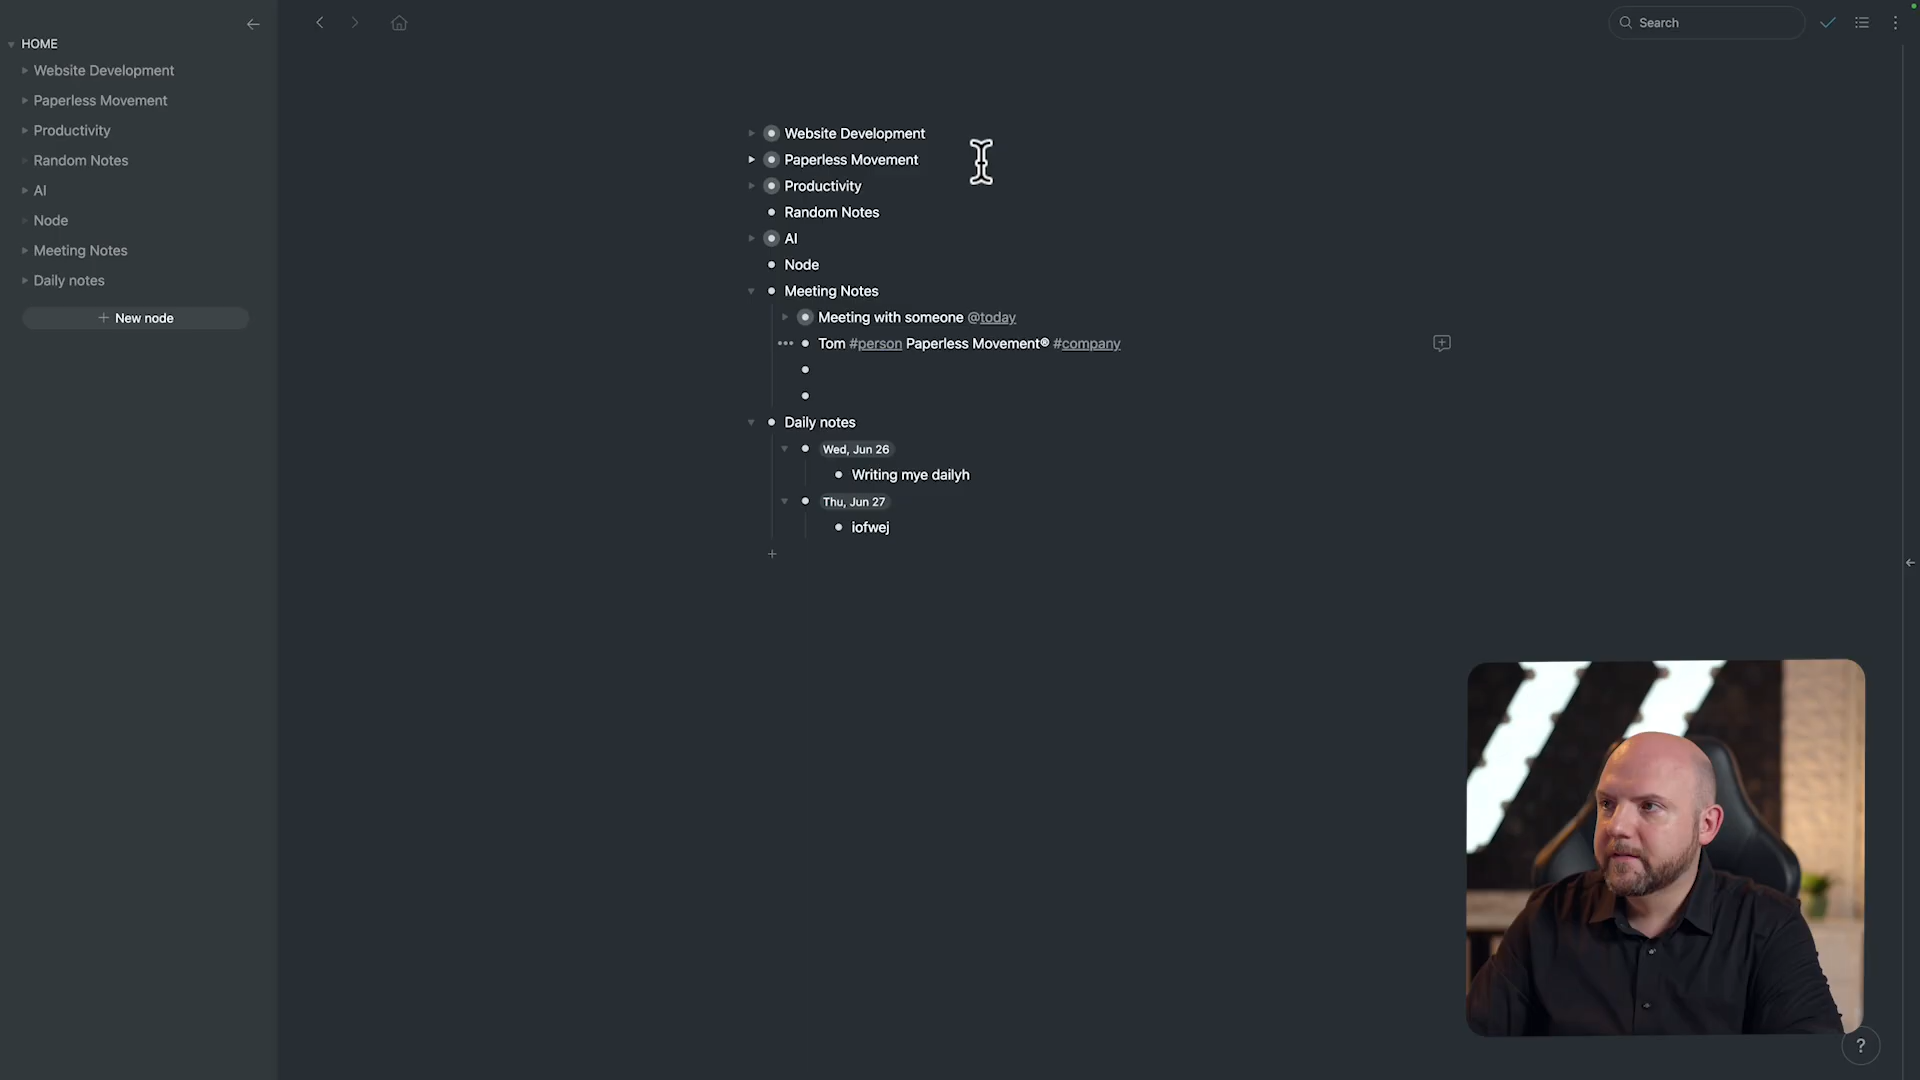 HOME
Website Development
Paperless Movement
Productivity
Random Notes
AI
Node
Meeting Notes
Daily notes
+ New node
Search
Website Development
Paperless Movement
Productivity
Random Notes
AI
Node
Meeting Notes
Meeting with someone @today
Tom #person Paperless Movement® #company
Daily notes
Wed, Jun 26
Writing mye dailyh
Thu, Jun 27
iofwej
+
?